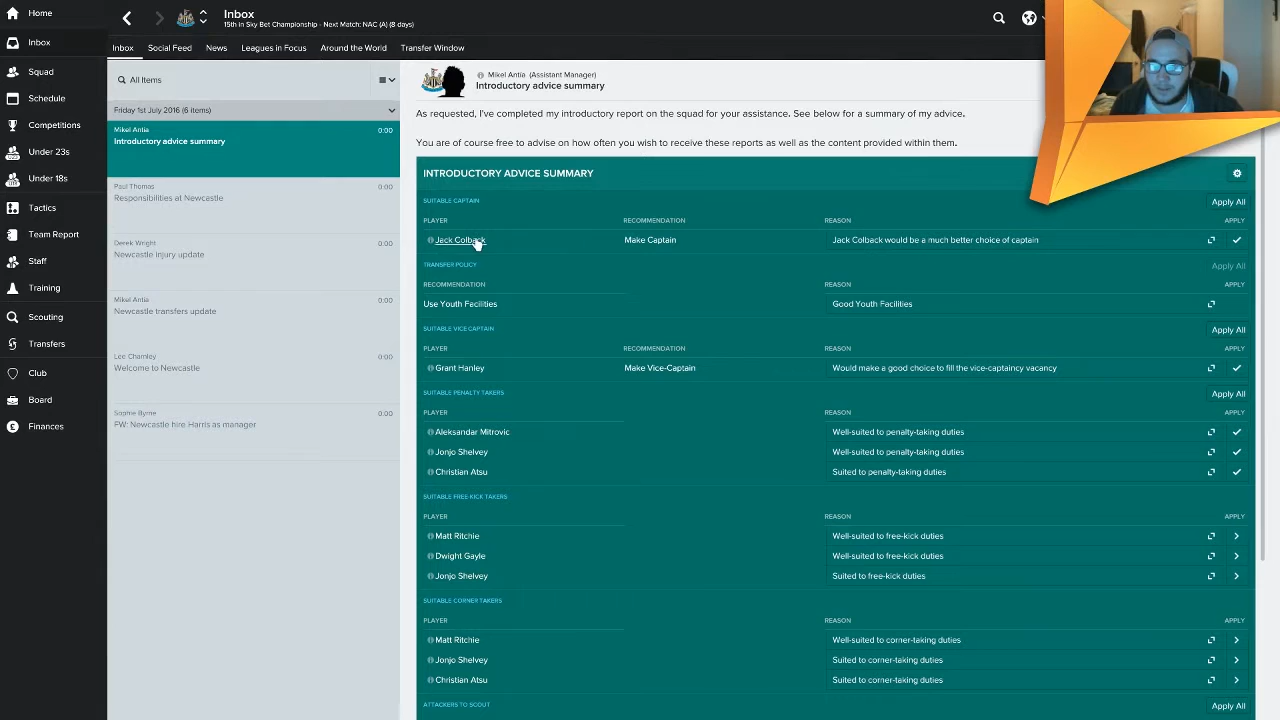 Inbox
15th in Sky Bet Championship - Next Match: NAC (A) (8 days)
Inbox
Squad
Schedule
Competitions
Under 23s
Under 18s
Tactics
Team Report
Staff
Training
Scouting
Transfers
Club
Board
Finances
Inbox Social Feed News Leagues in Focus Around the World Transfer Window
All Items
Friday 1st July 2016 (6 items)
Mikel Antia 0:00
Introductory advice summary
Paul Thomas 0:00
Responsibilities at Newcastle
Derek Wright 0:00
Newcastle injury update
Mikel Antia 0:00
Newcastle transfers update
Lee Charnley 0:00
Welcome to Newcastle
Sophie Byrne 0:00
FW: Newcastle hire Harris as manager
Mikel Antia (Assistant Manager)
Introductory advice summary
As requested, I've completed my introductory report on the squad for your assistance. See below for a summary of my advice.
You are of course free to advise on how often you wish to receive these reports as well as the content provided within them.
INTRODUCTORY ADVICE SUMMARY
SUITABLE CAPTAIN Apply All
PLAYER RECOMMENDATION REASON APPLY
Jack Colback Make Captain Jack Colback would be a much better choice of captain
TRANSFER POLICY Apply All
RECOMMENDATION REASON APPLY
Use Youth Facilities Good Youth Facilities
SUITABLE VICE CAPTAIN Apply All
PLAYER RECOMMENDATION REASON APPLY
Grant Hanley Make Vice-Captain Would make a good choice to fill the vice-captaincy vacancy
SUITABLE PENALTY TAKERS Apply All
PLAYER REASON APPLY
Aleksandar Mitrovic Well-suited to penalty-taking duties
Jonjo Shelvey Well-suited to penalty-taking duties
Christian Atsu Suited to penalty-taking duties
SUITABLE FREE-KICK TAKERS
PLAYER REASON APPLY
Matt Ritchie Well-suited to free-kick duties
Dwight Gayle Well-suited to free-kick duties
Jonjo Shelvey Suited to free-kick duties
SUITABLE CORNER TAKERS
PLAYER REASON APPLY
Matt Ritchie Well-suited to corner-taking duties
Jonjo Shelvey Suited to corner-taking duties
Christian Atsu Suited to corner-taking duties
ATTACKERS TO SCOUT Apply All